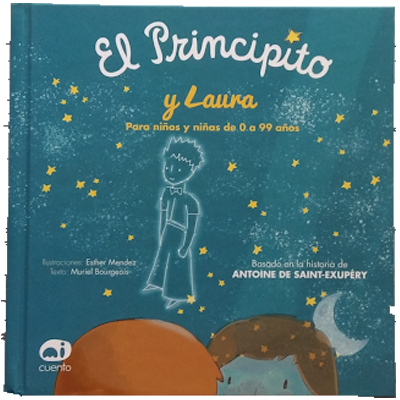 El Principito
y Laura
Para niños y niñas de 0 a 99 años
Ilustraciones: Esther Mendez
Texto: Muriel Bourgeois
Basado en la historia de
ANTOINE DE SAINT-EXUPÉRY
mi
cuento